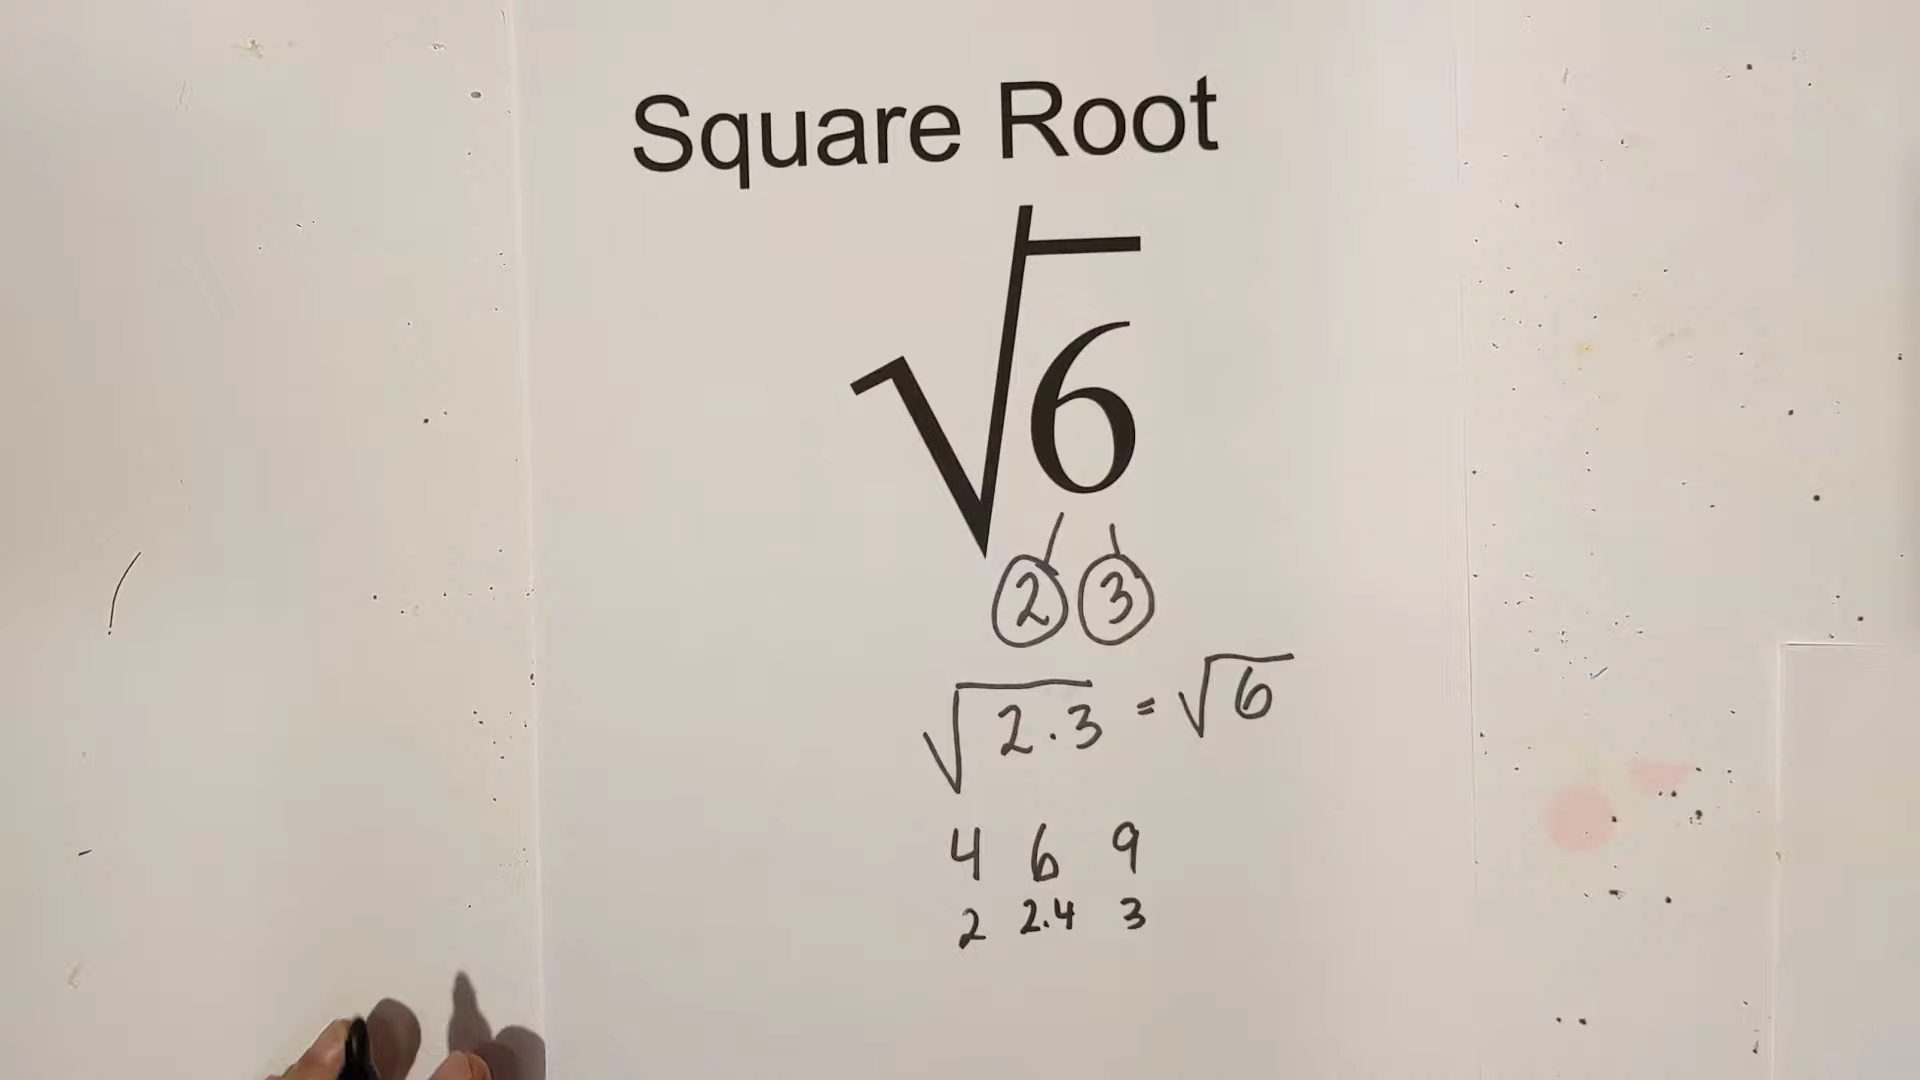 Square Root
√6
2 3
√2.3 = √6
4 6 9
2 2.4 3